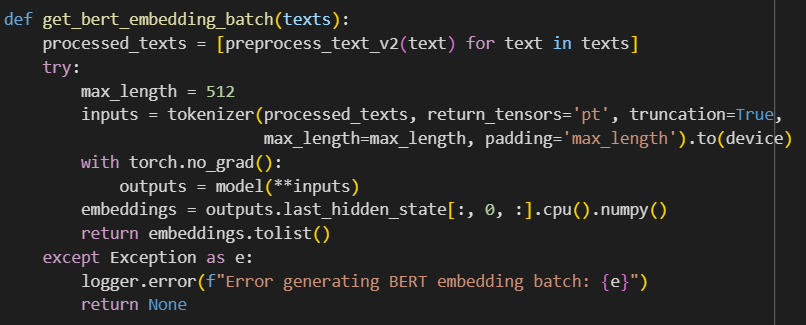 def get_bert_embedding_batch(texts):
    processed_texts = [preprocess_text_v2(text) for text in texts]
    try:
        max_length = 512
        inputs = tokenizer(processed_texts, return_tensors='pt', truncation=True,
                           max_length=max_length, padding='max_length').to(device)
        with torch.no_grad():
            outputs = model(**inputs)
        embeddings = outputs.last_hidden_state[:, 0, :].cpu().numpy()
        return embeddings.tolist()
    except Exception as e:
        logger.error(f"Error generating BERT embedding batch: {e}")
        return None